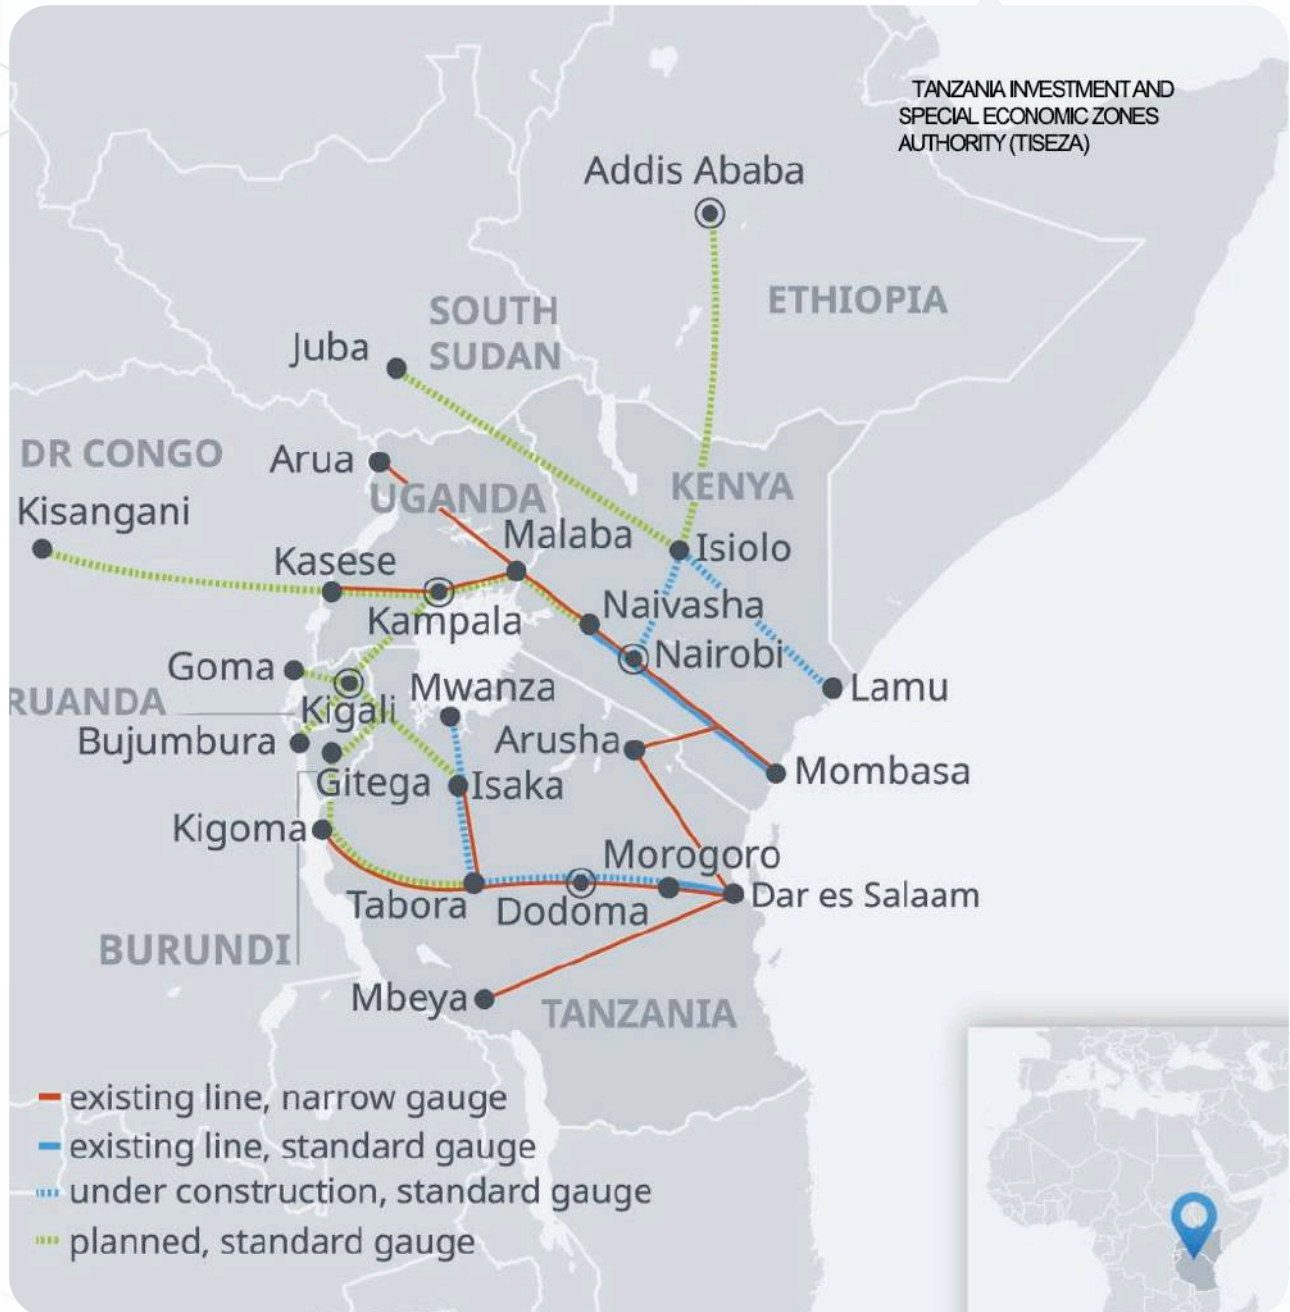 TANZANIA INVESTMENT AND
SPECIAL ECONOMIC ZONES
AUTHORITY (TISEZA)
Addis Ababa
ETHIOPIA
SOUTH
SUDAN
Juba
DR CONGO
Arua
UGANDA
KENYA
Kisangani
Malaba
Isiolo
Kasese
Naivasha
Kampala
Nairobi
Goma
Lamu
RUANDA
Kigali
Mwanza
Bujumbura
Arusha
Mombasa
Gitega
Isaka
Kigoma
Morogoro
Tabora
Dodoma
Dar es Salaam
BURUNDI
Mbeya
TANZANIA
existing line, narrow gauge
existing line, standard gauge
under construction, standard gauge
planned, standard gauge